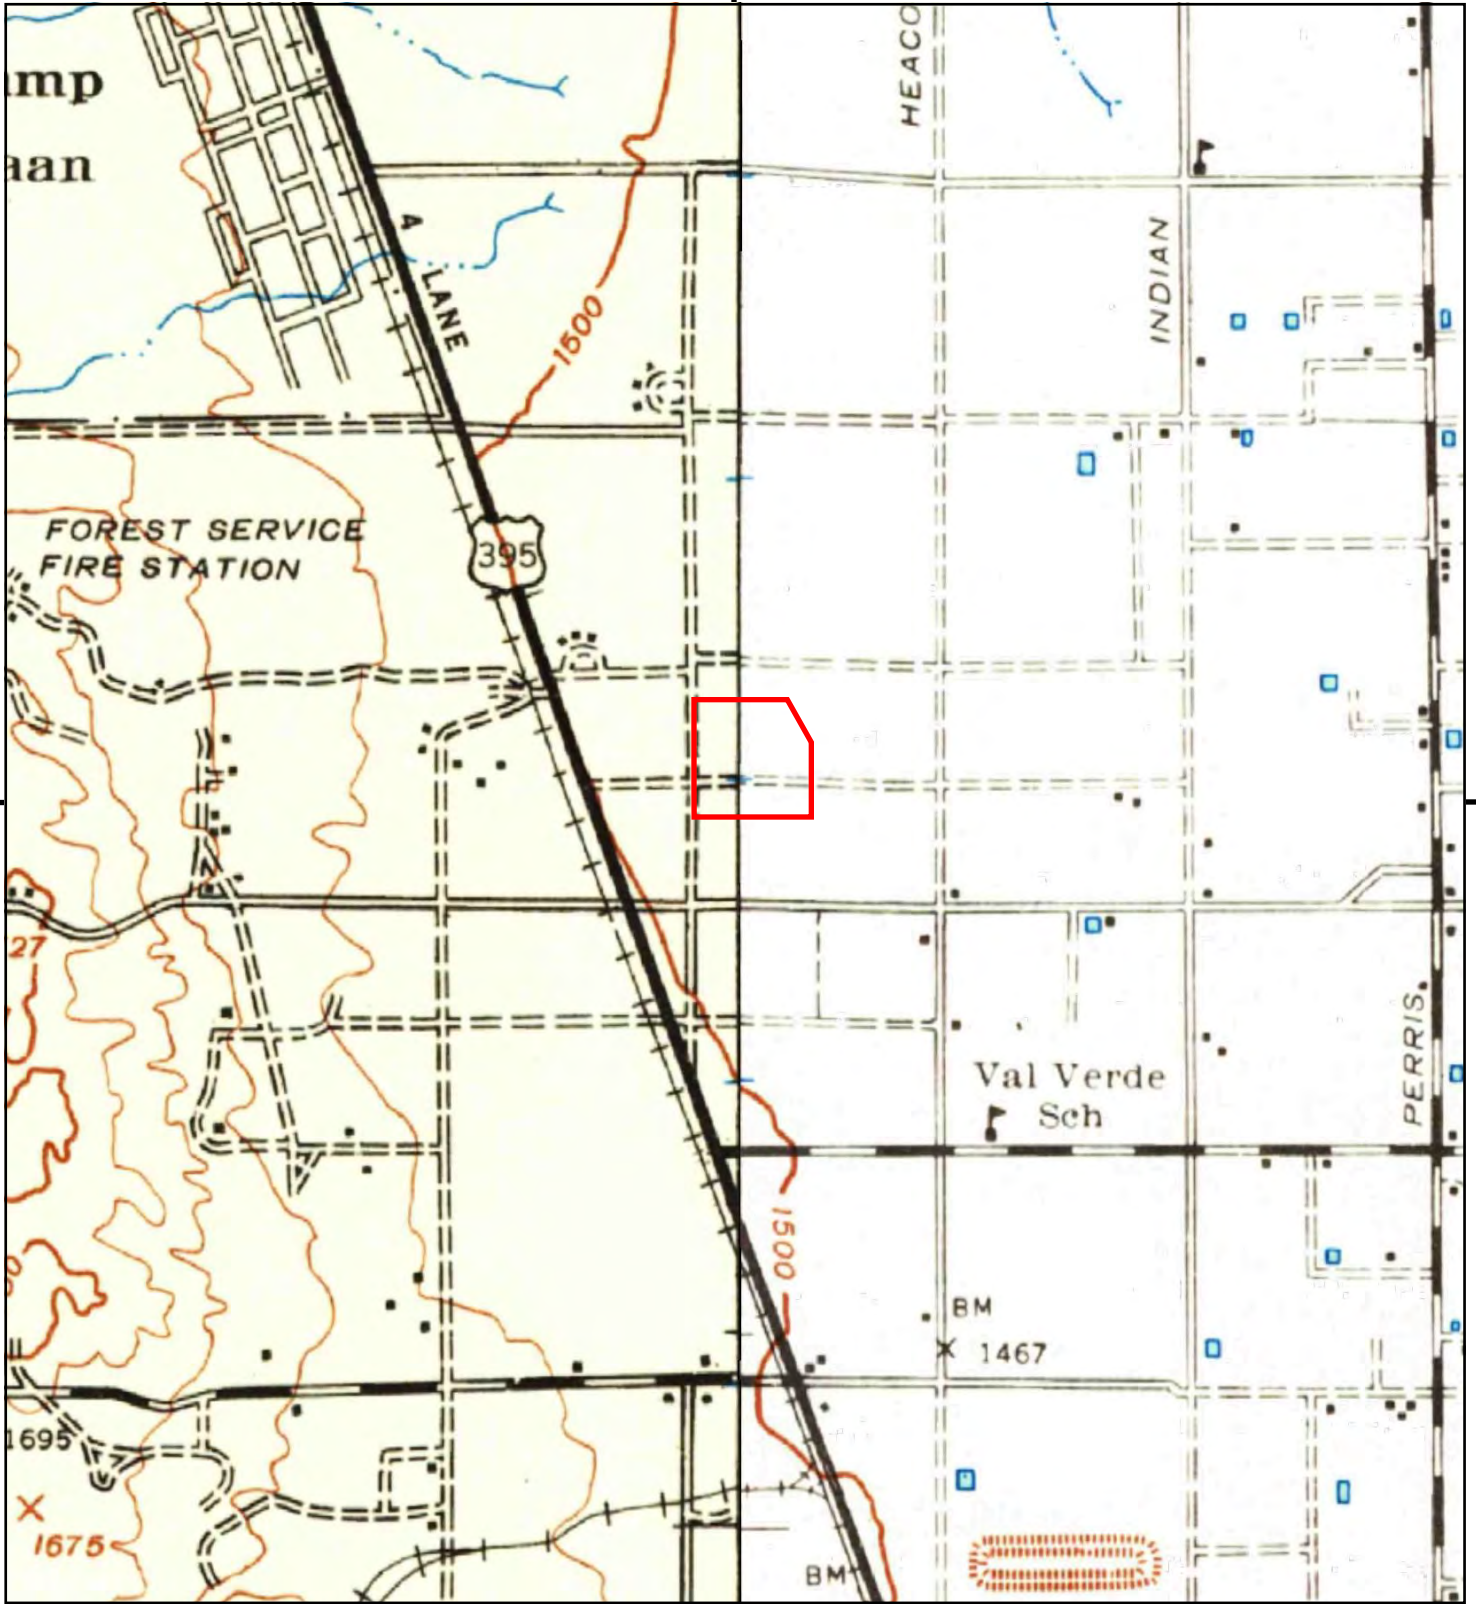 amp
aan
HEACO
4 LANE
INDIAN
1500
FOREST SERVICE
FIRE STATION
395
27
PERRIS
Val Verde
Sch
1500
BM
1467
1695
1675
BM